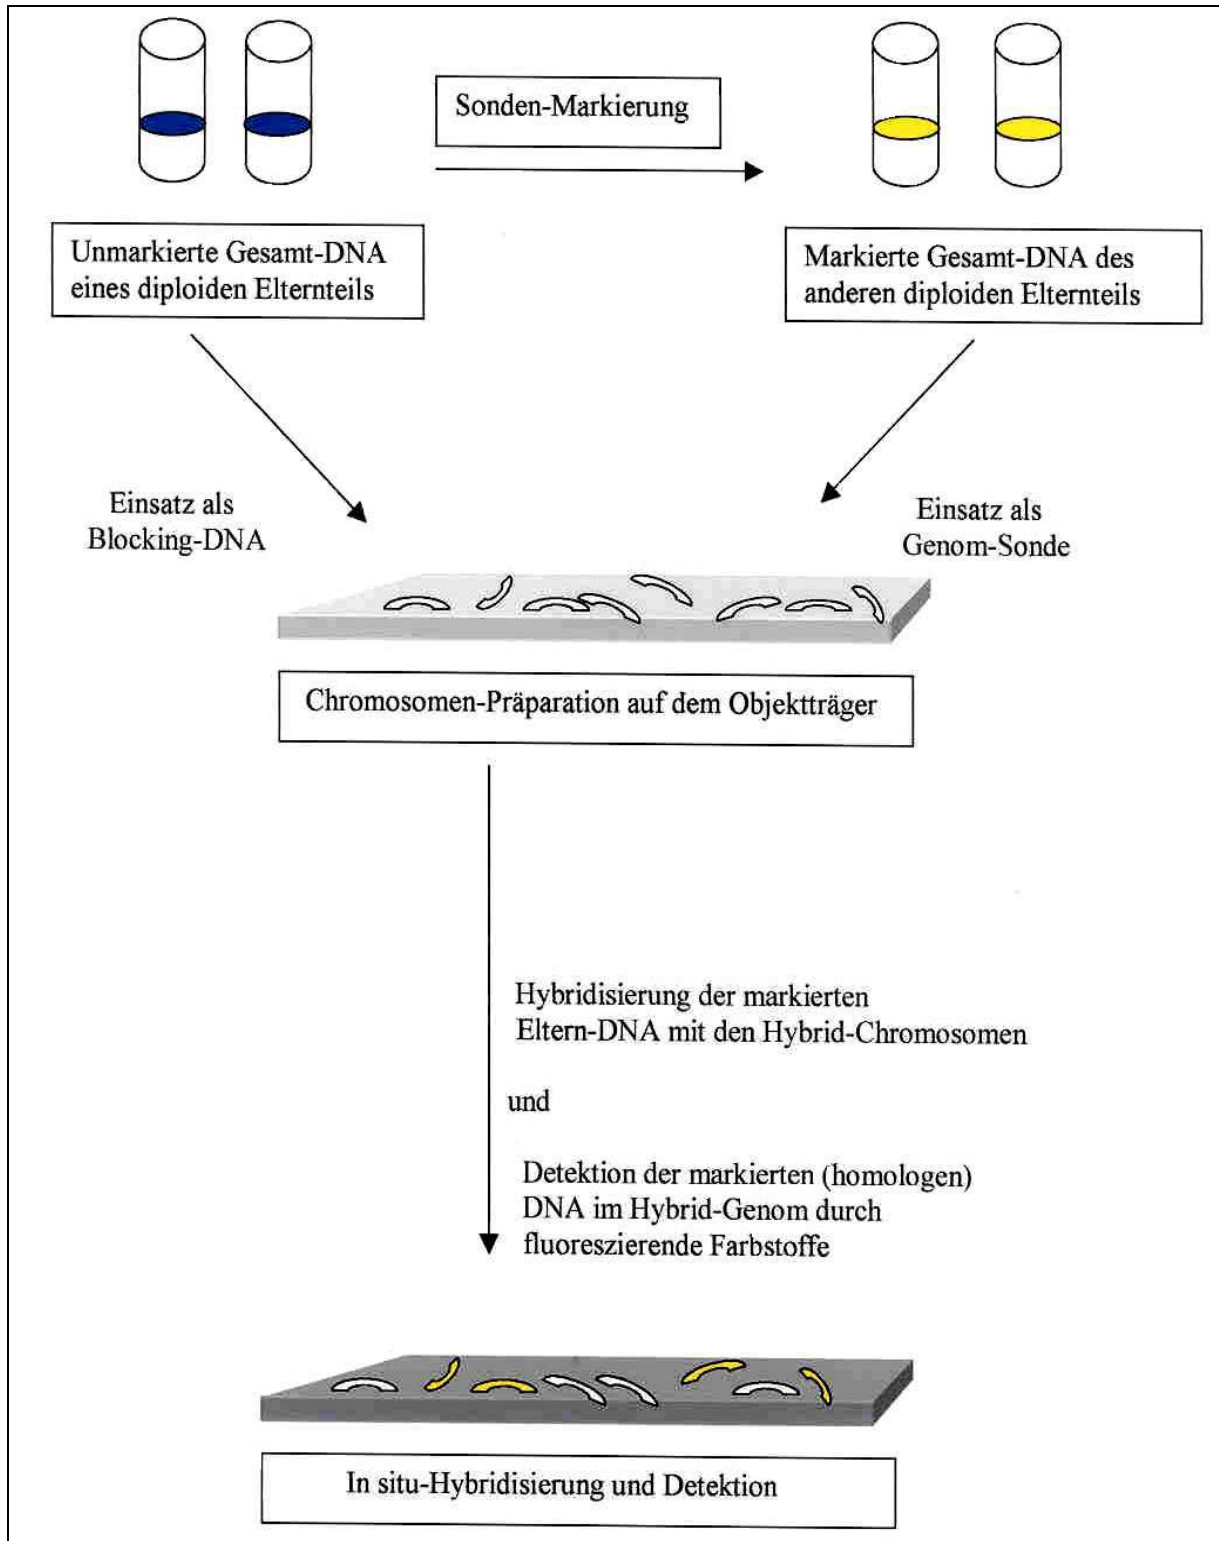 Sonden-Markierung
Unmarkierte Gesamt-DNA
eines diploiden Elternteils
Markierte Gesamt-DNA des
anderen diploiden Elternteils
Einsatz als
Blocking-DNA
Einsatz als
Genom-Sonde
Chromosomen-Präparation auf dem Objektträger
Hybridisierung der markierten
Eltern-DNA mit den Hybrid-Chromosomen
und
Detektion der markierten (homologen)
DNA im Hybrid-Genom durch
fluoreszierende Farbstoffe
In situ-Hybridisierung und Detektion